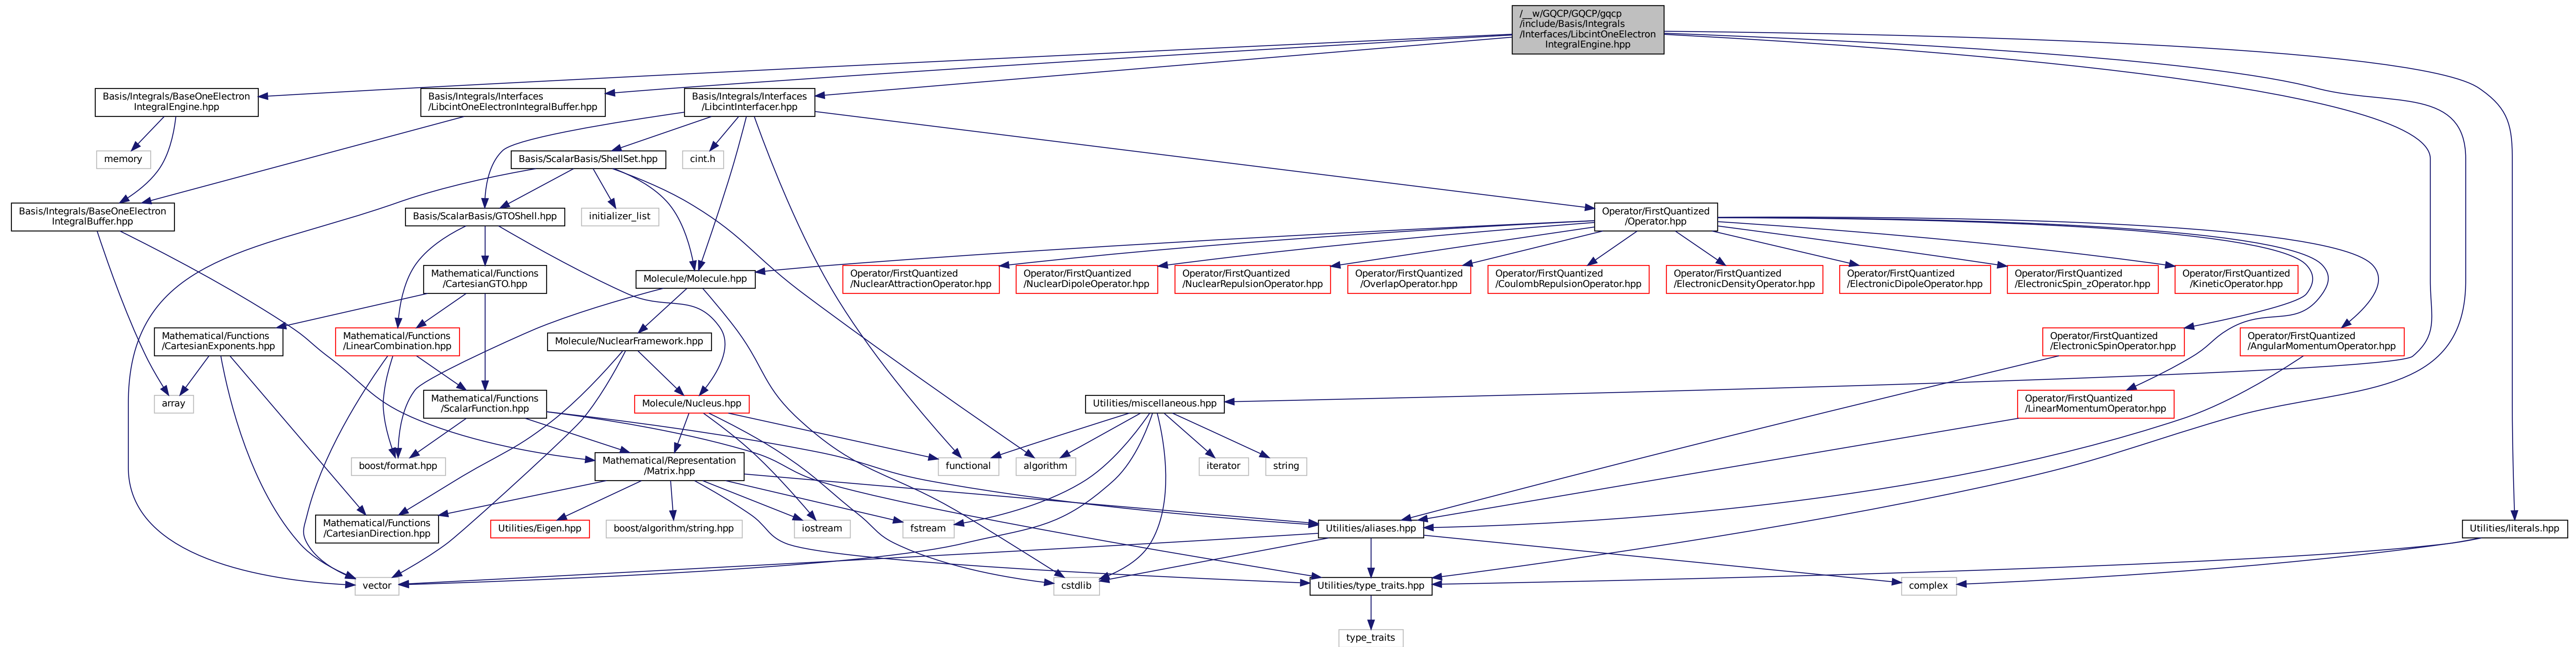 /__w/GQCP/GQCP/gqcp
/include/Basis/Integrals
/Interfaces/LibcintOneElectron
IntegralEngine.hpp
Basis/Integrals/BaseOneElectron
IntegralEngine.hpp
Basis/Integrals/Interfaces
/LibcintOneElectronIntegralBuffer.hpp
Basis/Integrals/Interfaces
/LibcintInterfacer.hpp
memory
Basis/ScalarBasis/ShellSet.hpp
cint.h
Basis/Integrals/BaseOneElectron
IntegralBuffer.hpp
Basis/ScalarBasis/GTOShell.hpp
initializer_list
Operator/FirstQuantized
/Operator.hpp
Mathematical/Functions
/CartesianGTO.hpp
Molecule/Molecule.hpp
Operator/FirstQuantized
/NuclearAttractionOperator.hpp
Operator/FirstQuantized
/NuclearDipoleOperator.hpp
Operator/FirstQuantized
/NuclearRepulsionOperator.hpp
Operator/FirstQuantized
/OverlapOperator.hpp
Operator/FirstQuantized
/CoulombRepulsionOperator.hpp
Operator/FirstQuantized
/ElectronicDensityOperator.hpp
Operator/FirstQuantized
/ElectronicDipoleOperator.hpp
Operator/FirstQuantized
/ElectronicSpin_zOperator.hpp
Operator/FirstQuantized
/KineticOperator.hpp
Mathematical/Functions
/CartesianExponents.hpp
Mathematical/Functions
/LinearCombination.hpp
Molecule/NuclearFramework.hpp
Operator/FirstQuantized
/ElectronicSpinOperator.hpp
Operator/FirstQuantized
/AngularMomentumOperator.hpp
array
Mathematical/Functions
/ScalarFunction.hpp
Molecule/Nucleus.hpp
Utilities/miscellaneous.hpp
Operator/FirstQuantized
/LinearMomentumOperator.hpp
boost/format.hpp
Mathematical/Representation
/Matrix.hpp
functional
algorithm
iterator
string
Mathematical/Functions
/CartesianDirection.hpp
Utilities/Eigen.hpp
boost/algorithm/string.hpp
iostream
fstream
Utilities/aliases.hpp
Utilities/literals.hpp
vector
cstdlib
Utilities/type_traits.hpp
complex
type_traits